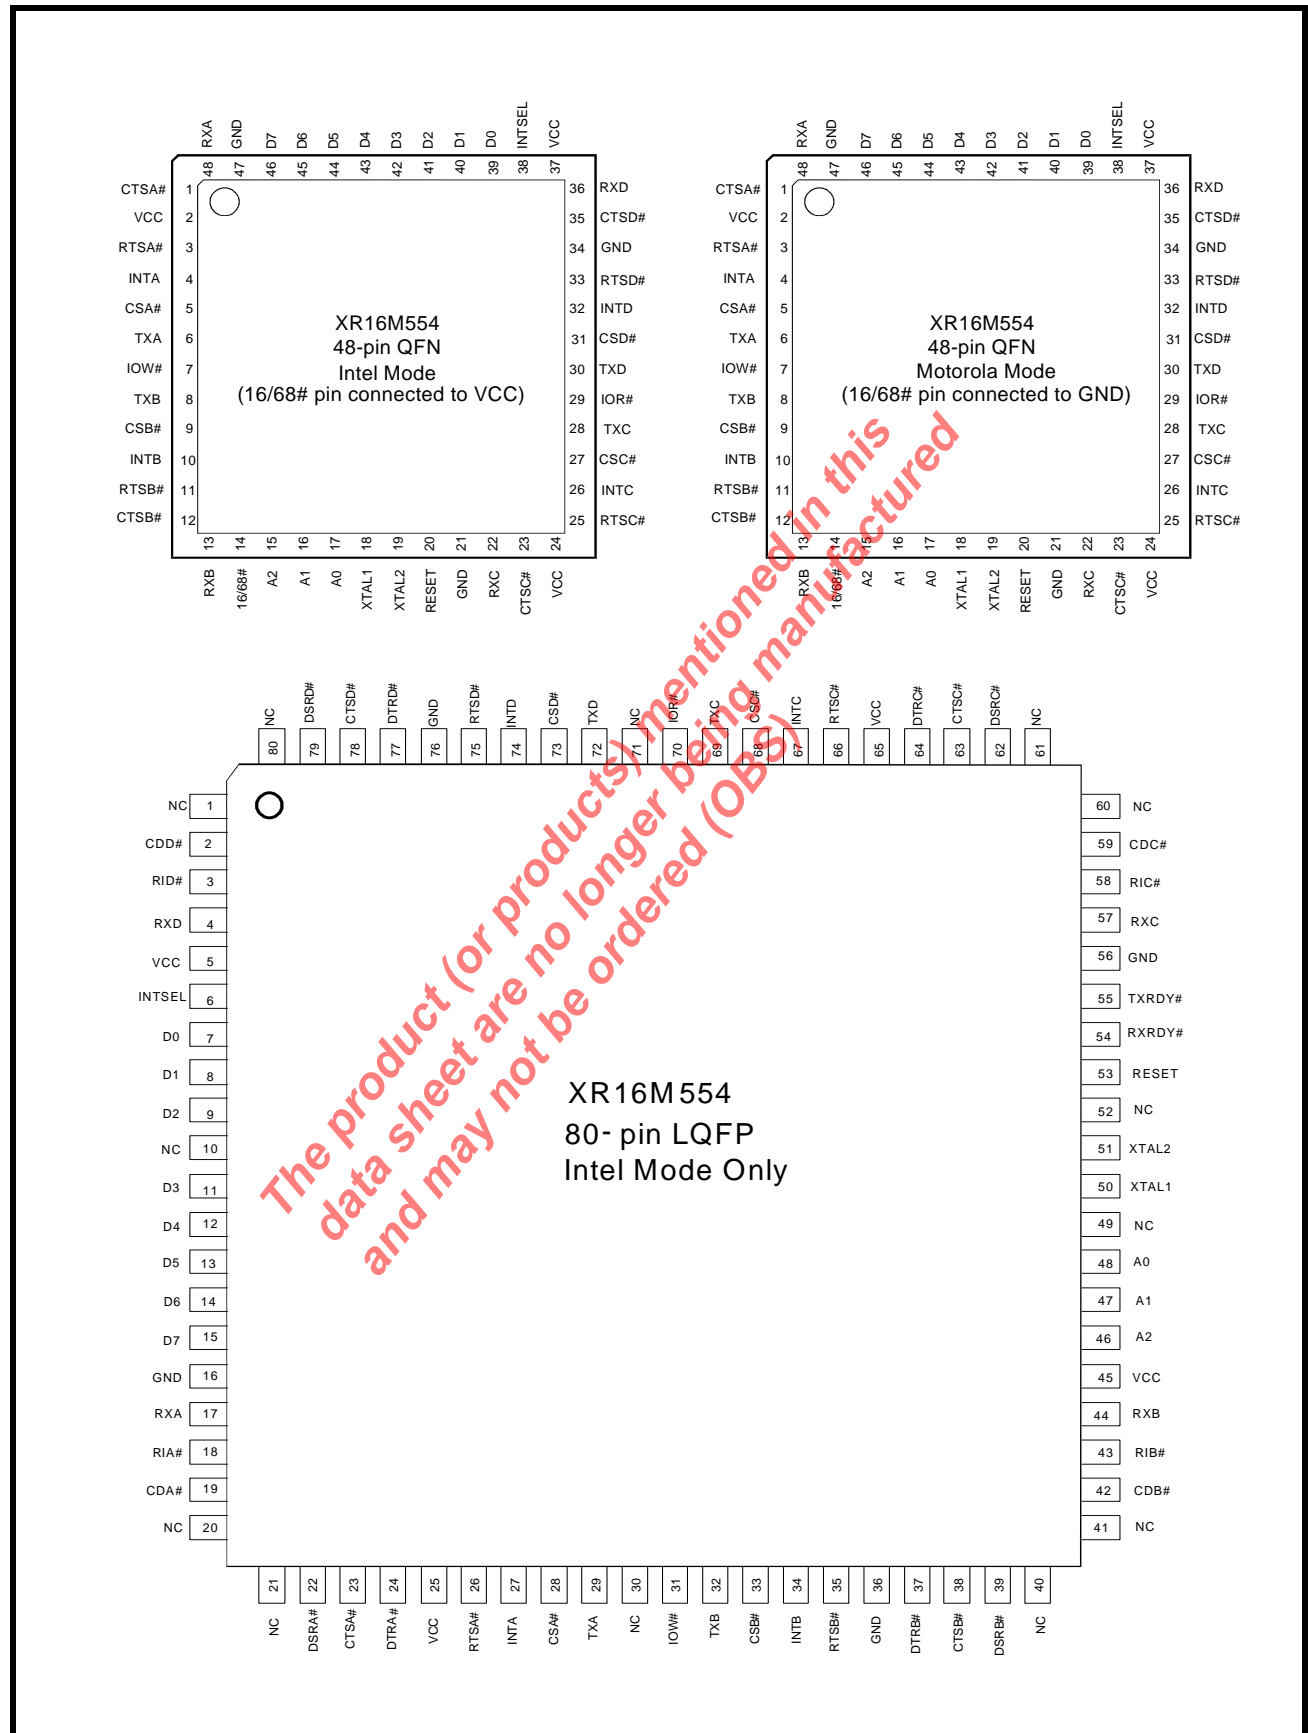 RXA GND D7 D6 D5 D4 D3 D2 D1 D0 INTSEL VCC
48 47 46 45 44 43 42 41 40 39 38 37
CTSA# 1 36 RXD
VCC 2 35 CTSD#
RTSA# 3 34 GND
INTA 4 33 RTSD#
CSA# 5 32 INTD
TXA 6 31 CSD#
IOW# 7 30 TXD
TXB 8 29 IOR#
CSB# 9 28 TXC
INTB 10 27 CSC#
RTSB# 11 26 INTC
CTSB# 12 25 RTSC#
XR16M554
48-pin QFN
Intel Mode
(16/68# pin connected to VCC)
13 14 15 16 17 18 19 20 21 22 23 24
RXB 16/68# A2 A1 A0 XTAL1 XTAL2 RESET GND RXC CTSC# VCC
RXA GND D7 D6 D5 D4 D3 D2 D1 D0 INTSEL VCC
48 47 46 45 44 43 42 41 40 39 38 37
CTSA# 1 36 RXD
VCC 2 35 CTSD#
RTSA# 3 34 GND
INTA 4 33 RTSD#
CSA# 5 32 INTD
TXA 6 31 CSD#
IOW# 7 30 TXD
TXB 8 29 IOR#
CSB# 9 28 TXC
INTB 10 27 CSC#
RTSB# 11 26 INTC
CTSB# 12 25 RTSC#
XR16M554
48-pin QFN
Motorola Mode
(16/68# pin connected to GND)
13 14 15 16 17 18 19 20 21 22 23 24
RXB 16/68# A2 A1 A0 XTAL1 XTAL2 RESET GND RXC CTSC# VCC
NC DSRD# CTSD# DTRD# GND RTSD# INTD CSD# TXD NC IOR# TXC CSC# INTC RTSC# VCC DTRC# CTSC# DSRC# NC
80 79 78 77 76 75 74 73 72 71 70 69 68 67 66 65 64 63 62 61
NC 1 60 NC
CDD# 2 59 CDC#
RID# 3 58 RIC#
RXD 4 57 RXC
VCC 5 56 GND
INTSEL 6 55 TXRDY#
D0 7 54 RXRDY#
D1 8 53 RESET
D2 9 52 NC
NC 10 51 XTAL2
D3 11 50 XTAL1
D4 12 49 NC
D5 13 48 A0
D6 14 47 A1
D7 15 46 A2
GND 16 45 VCC
RXA 17 44 RXB
RIA# 18 43 RIB#
CDA# 19 42 CDB#
NC 20 41 NC
XR16M554
80- pin LQFP
Intel Mode Only
21 22 23 24 25 26 27 28 29 30 31 32 33 34 35 36 37 38 39 40
NC DSRA# CTSA# DTRA# VCC RTSA# INTA CSA# TXA NC IOW# TXB CSB# INTB RTSB# GND DTRB# CTSB# DSRB# NC
The product (or products) mentioned in this
data sheet are no longer being manufactured
and may not be ordered (OBS)